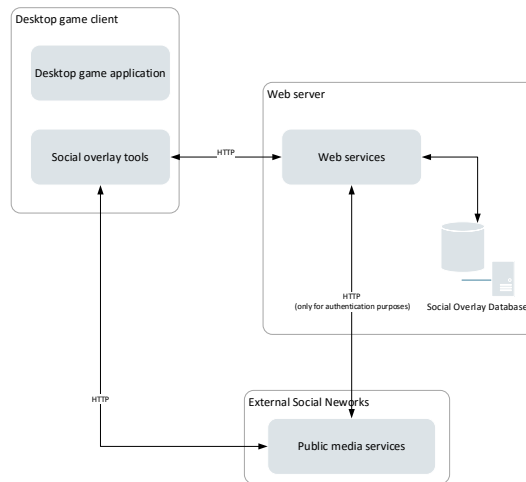 Desktop game client
Desktop game application
Web server
Social overlay tools
HTTP
Web services
HTTP
(only for authentication purposes)
Social Overlay Database
External Social Neworks
HTTP
Public media services